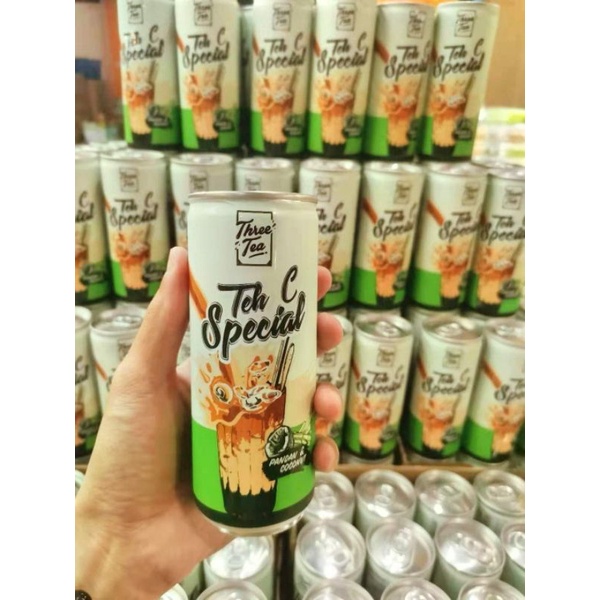 Three
Tea
Teh C
Special
PANDAN &
COCONUT